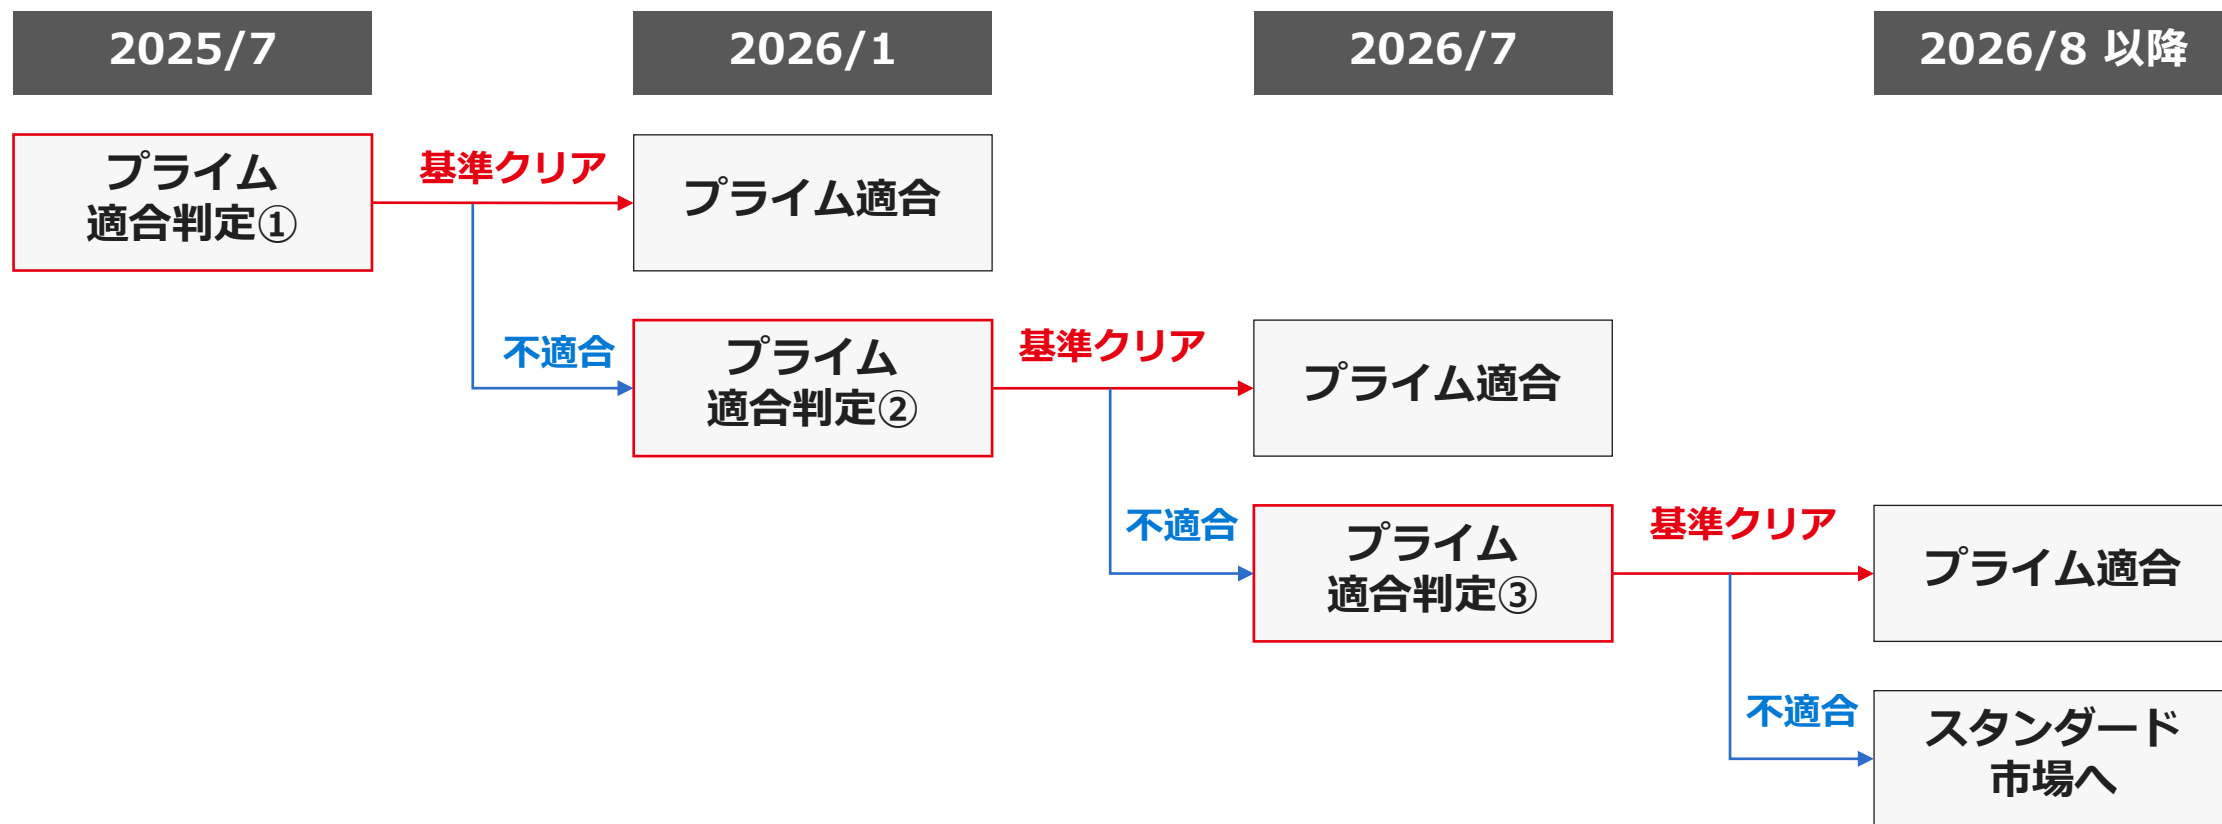 2025/7
2026/1
2026/7
2026/8 以降
プライム
適合判定①
基準クリア
プライム適合
不適合
プライム
適合判定②
基準クリア
プライム適合
不適合
プライム
適合判定③
基準クリア
プライム適合
不適合
スタンダード
市場へ